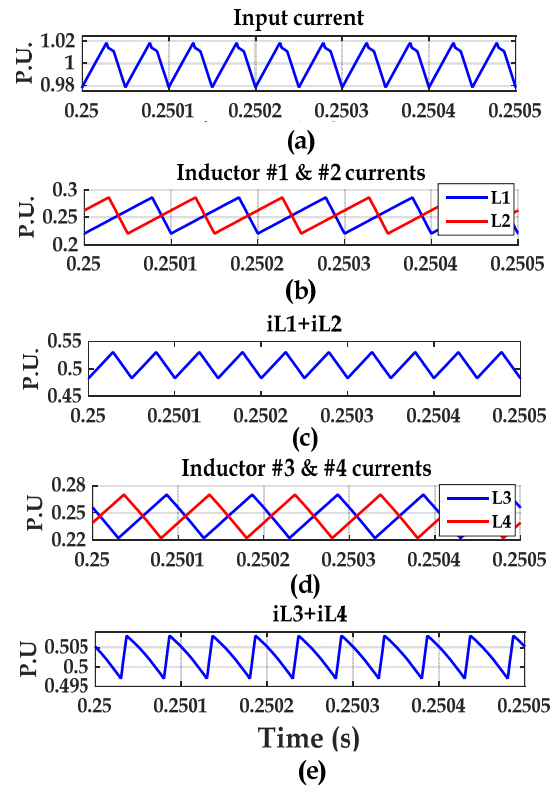 Input current
P.U.
1.02
1
0.98
0.25 0.2501 0.2502 0.2503 0.2504 0.2505
(a)
Inductor #1 & #2 currents
P.U.
0.3
0.25
0.2
L1
L2
0.25 0.2501 0.2502 0.2503 0.2504 0.2505
(b)
iL1+iL2
P.U.
0.55
0.5
0.45
0.25 0.2501 0.2502 0.2503 0.2504 0.2505
(c)
Inductor #3 & #4 currents
P.U
0.28
0.26
0.24
0.22
L3
L4
0.25 0.2501 0.2502 0.2503 0.2504 0.2505
(d)
iL3+iL4
P.U
0.505
0.5
0.495
0.25 0.2501 0.2502 0.2503 0.2504 0.2505
Time (s)
(e)